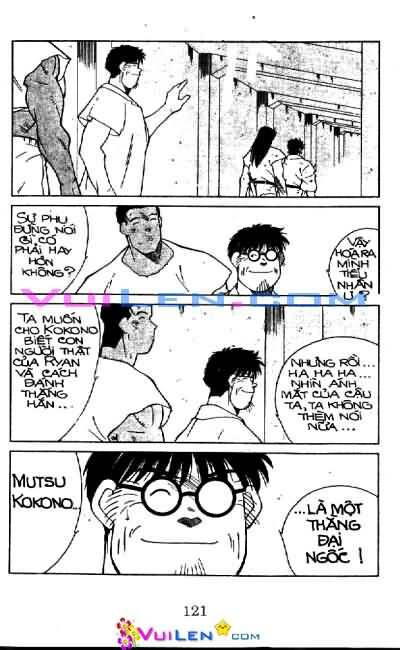 SƯ PHỤ
ĐỪNG NÓI
GÌ, CÓ
PHẢI HAY
HƠN
KHÔNG?
VẬY
HÓA RA
MÌNH
TIỂU
NHÂN
Ư?
VUILEN.COM
TA MUỐN
CHO KOKONO
BIẾT CON
NGƯỜI THẬT
CỦA RYAN
VÀ CÁCH
ĐÁNH
THẮNG
HẮN...
NHƯNG RỒI...
HA HA HA...
NHÌN ÁNH
MẮT CỦA CẬU
TA, TA KHÔNG
THÈM NÓI
NỮA...
MUTSU
KOKONO...
...LÀ MỘT
THẰNG
ĐẠI
NGỐC!
121
VUILEN.COM